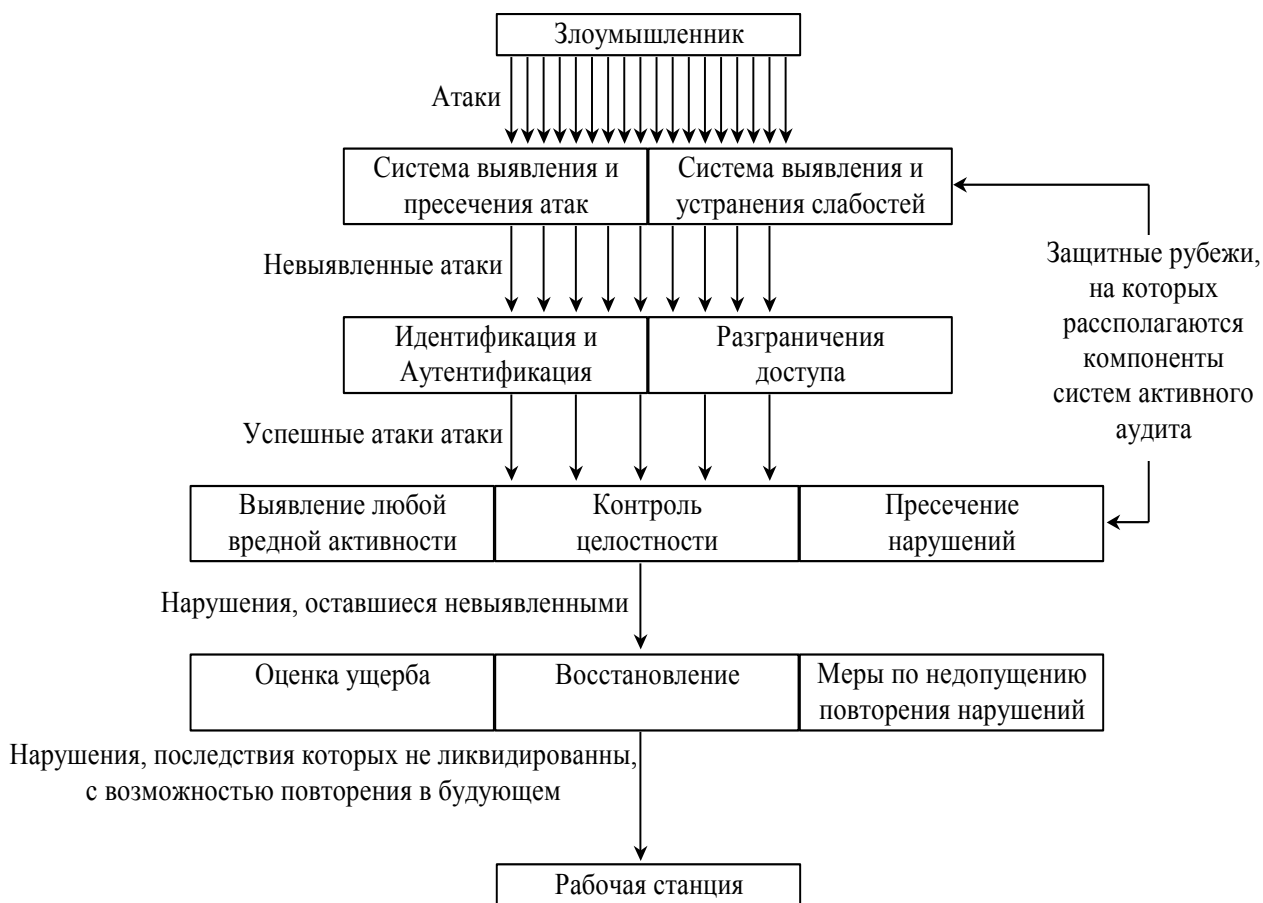 Злоумышленник
Атаки
Система выявления и
пресечения атак
Система выявления и
устранения слабостей
Невыявленные атаки
Защитные рубежи,
на которых
рассполагаются
компоненты
систем активного
аудита
Идентификация и
Аутентификация
Разграничения
доступа
Успешные атаки атаки
Выявление любой
вредной активности
Контроль
целостности
Пресечение
нарушений
Нарушения, оставшиеся невыявленными
Оценка ущерба
Восстановление
Меры по недопущению
повторения нарушений
Нарушения, последствия которых не ликвидированны,
с возможностью повторения в будующем
Рабочая станция